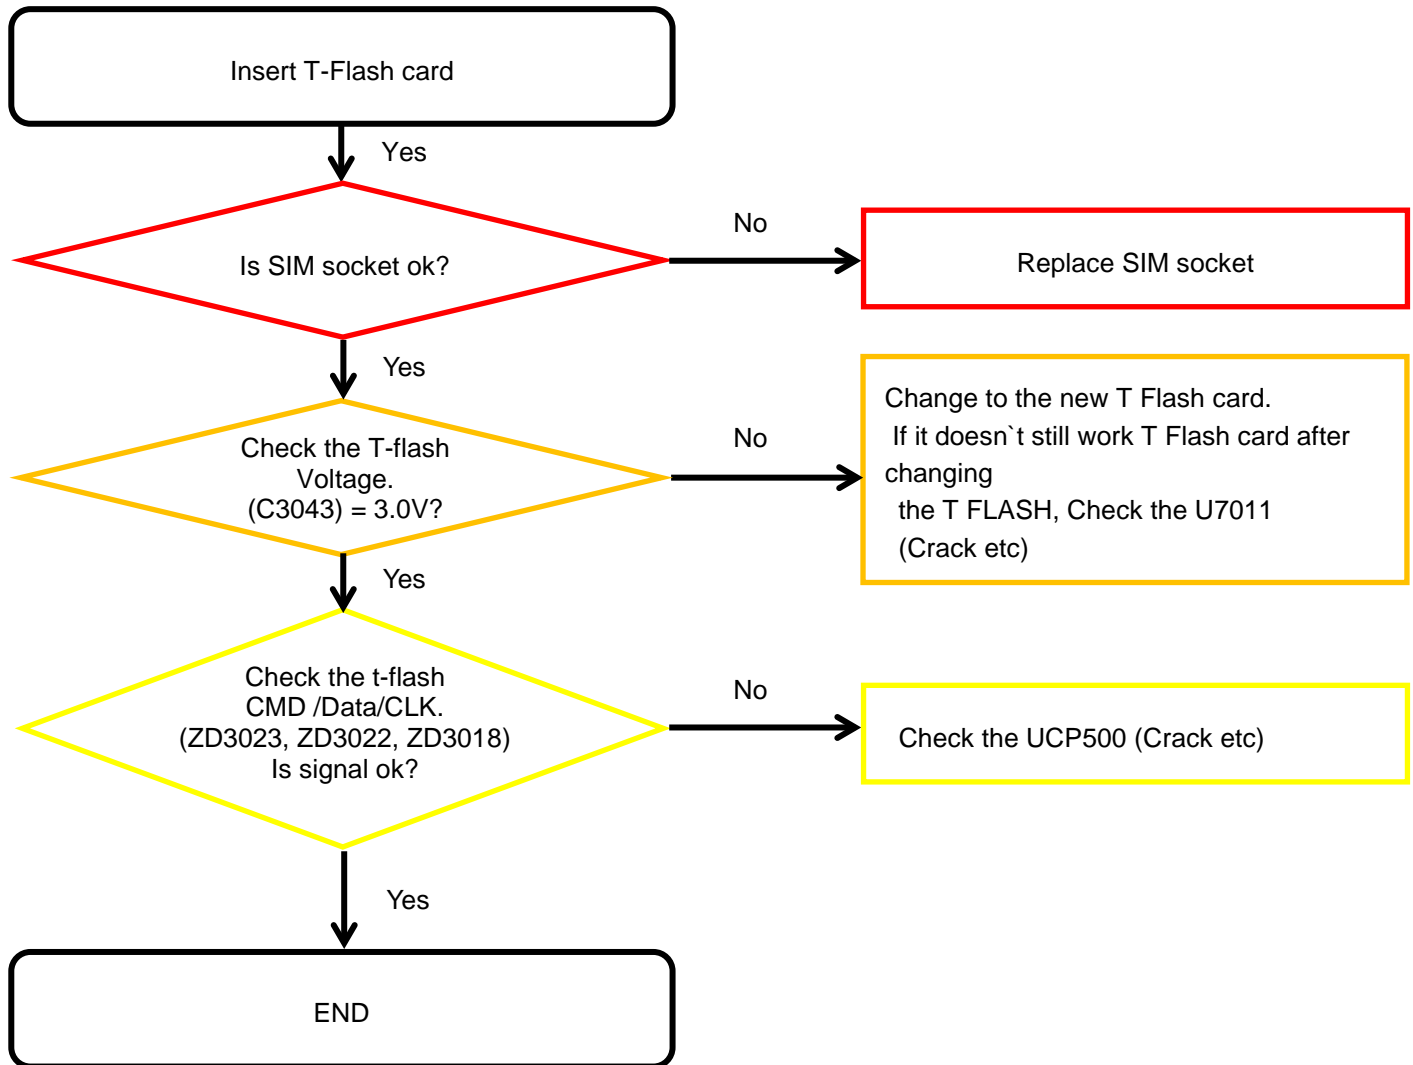 Insert T-Flash card
Yes
Is SIM socket ok?
No
Replace SIM socket
Yes
Check the T-flash
Voltage.
(C3043) = 3.0V?
No
Change to the new T Flash card.
If it doesn`t still work T Flash card after
changing
the T FLASH, Check the U7011
(Crack etc)
Yes
Check the t-flash
CMD /Data/CLK.
(ZD3023, ZD3022, ZD3018)
Is signal ok?
No
Check the UCP500 (Crack etc)
Yes
END